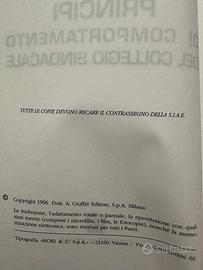 PRINCIPI
DI COMPORTAMENTO
DEL COLLEGIO SINDACALE
TUTTE LE COPIE DEVONO RECARE IL CONTRASSEGNO DELLA S.I.A.E.
© Copyright 1996 Dott. A. Giuffrè Editore, S.p.A. Milano
La traduzione, l'adattamento totale o parziale, la riproduzione con qual-
siasi mezzo (compresi i microfilm, i film, le fotocopie), nonché la memo-
rizzazione elettronica, sono riservati per tutti i Paesi
Tipografia «MORI & C. S.p.A.» - 21100 Varese - Via 66